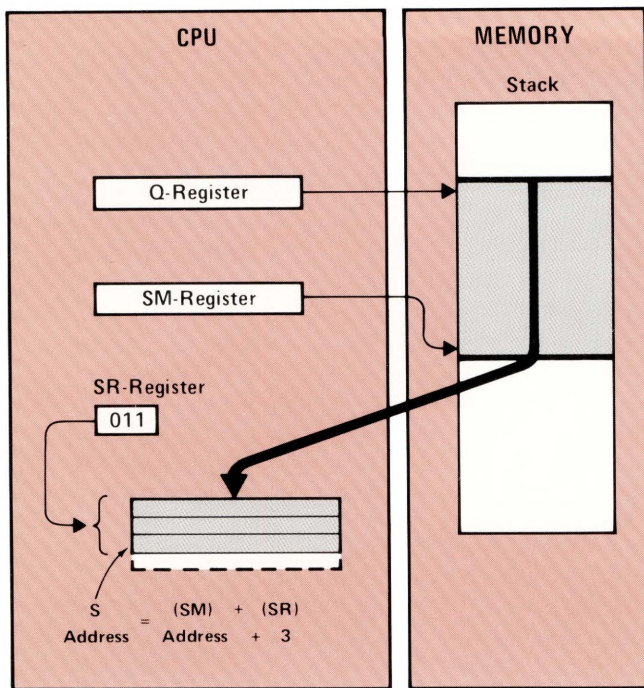 CPU
MEMORY
Stack
Q-Register
SM-Register
SR-Register
011
S Address = (SM) Address + (SR) + 3